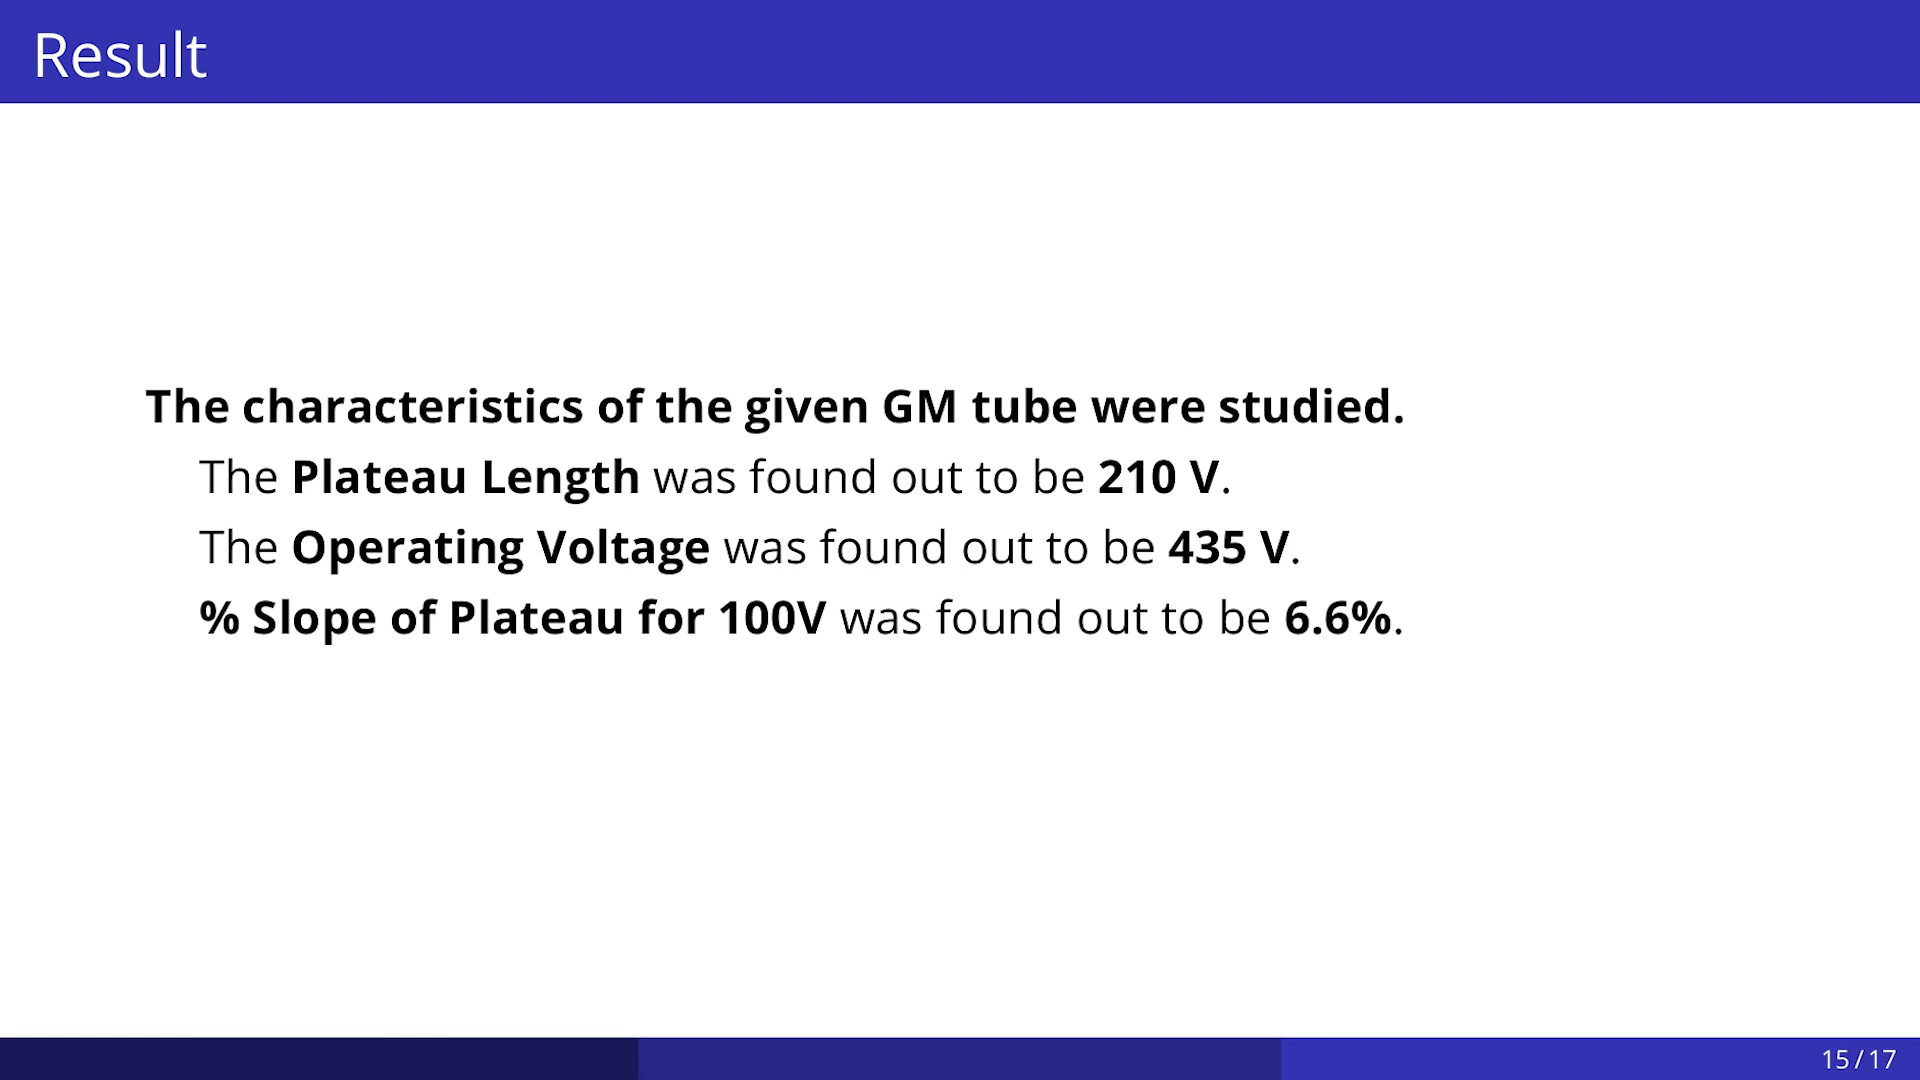 Result
The characteristics of the given GM tube were studied.
The Plateau Length was found out to be 210 V.
The Operating Voltage was found out to be 435 V.
% Slope of Plateau for 100V was found out to be 6.6%.
15 / 17